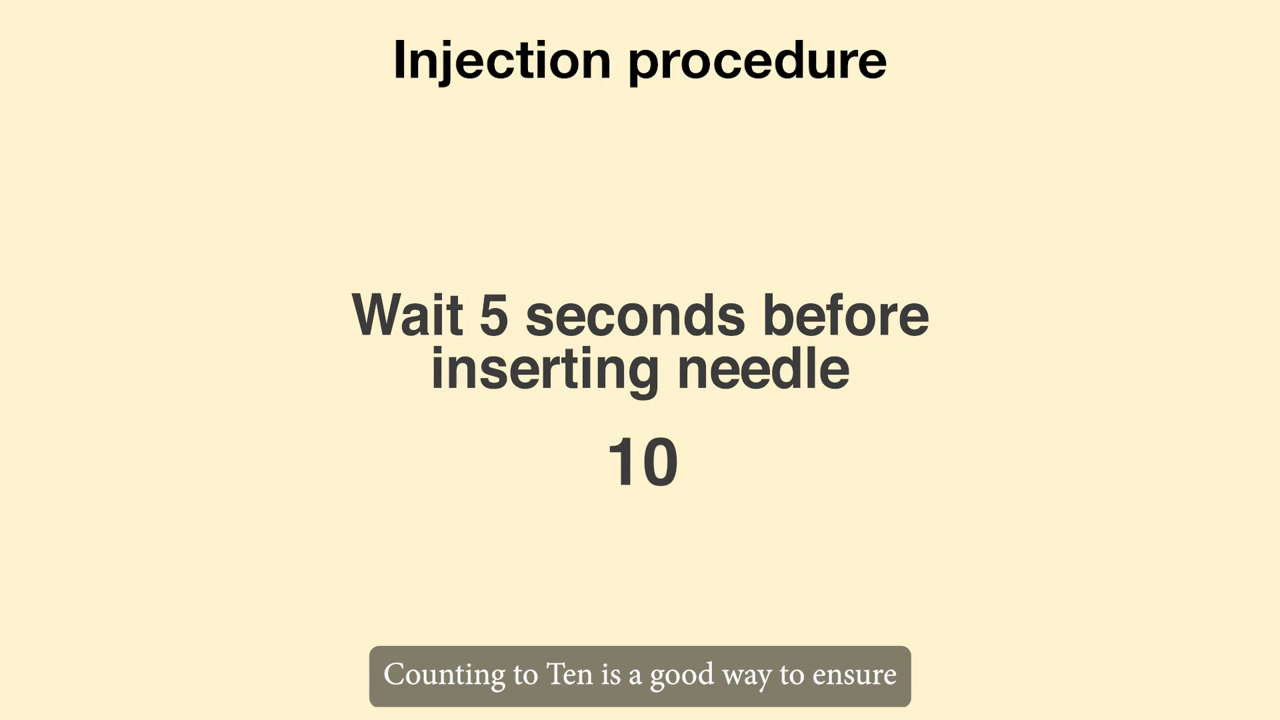 Injection procedure
Wait 5 seconds before
inserting needle
10
Counting to Ten is a good way to ensure